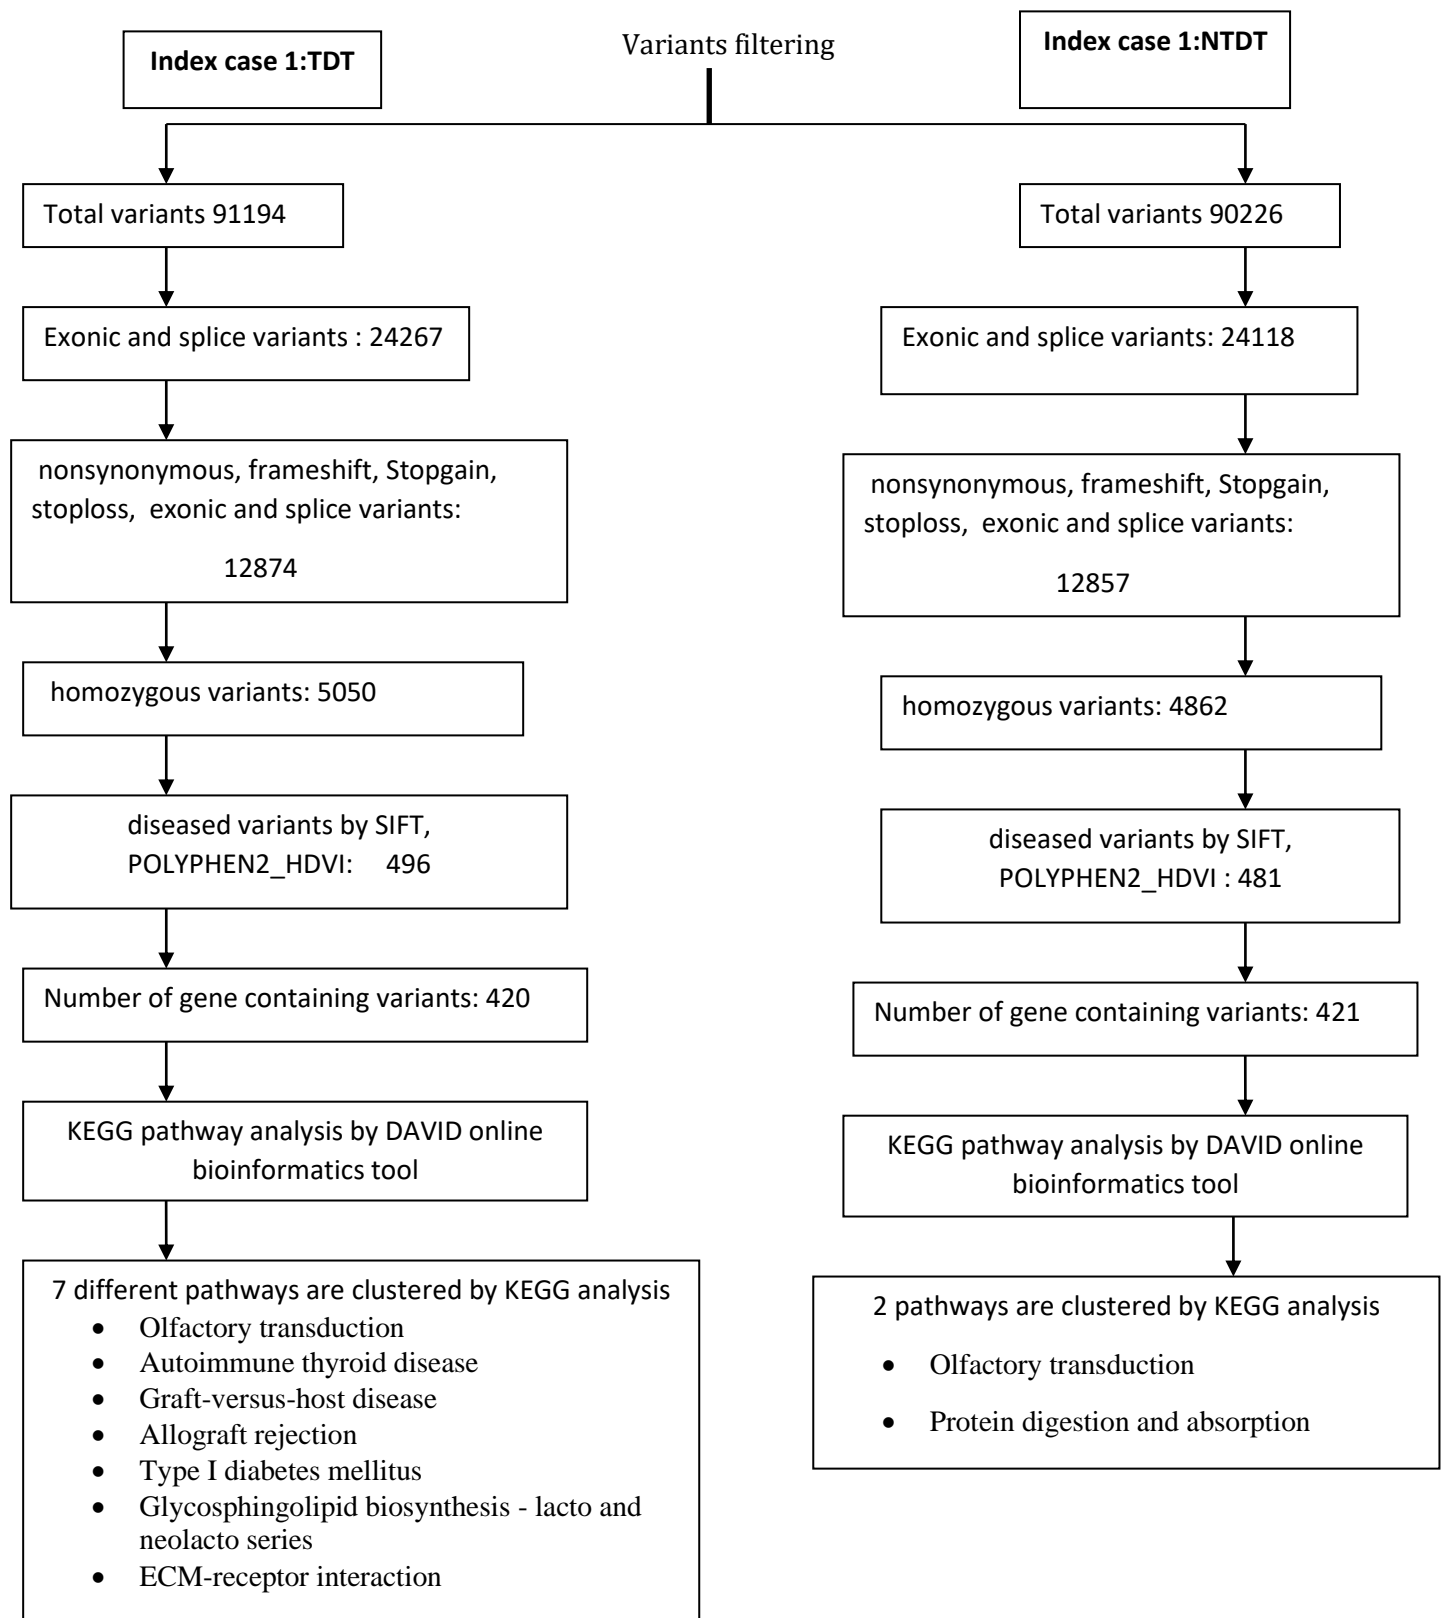 Index case 1:TDT
Variants filtering
Index case 1:NTDT
Total variants 91194
Exonic and splice variants : 24267
nonsynonymous, frameshift, Stopgain,
stoploss, exonic and splice variants:
12874
homozygous variants: 5050
diseased variants by SIFT,
POLYPHEN2_HDVI: 496
Number of gene containing variants: 420
KEGG pathway analysis by DAVID online
bioinformatics tool
7 different pathways are clustered by KEGG analysis
• Olfactory transduction
• Autoimmune thyroid disease
• Graft-versus-host disease
• Allograft rejection
• Type I diabetes mellitus
• Glycosphingolipid biosynthesis - lacto and
neolacto series
• ECM-receptor interaction
Total variants 90226
Exonic and splice variants: 24118
nonsynonymous, frameshift, Stopgain,
stoploss, exonic and splice variants:
12857
homozygous variants: 4862
diseased variants by SIFT,
POLYPHEN2_HDVI : 481
Number of gene containing variants: 421
KEGG pathway analysis by DAVID online
bioinformatics tool
2 pathways are clustered by KEGG analysis
• Olfactory transduction
• Protein digestion and absorption